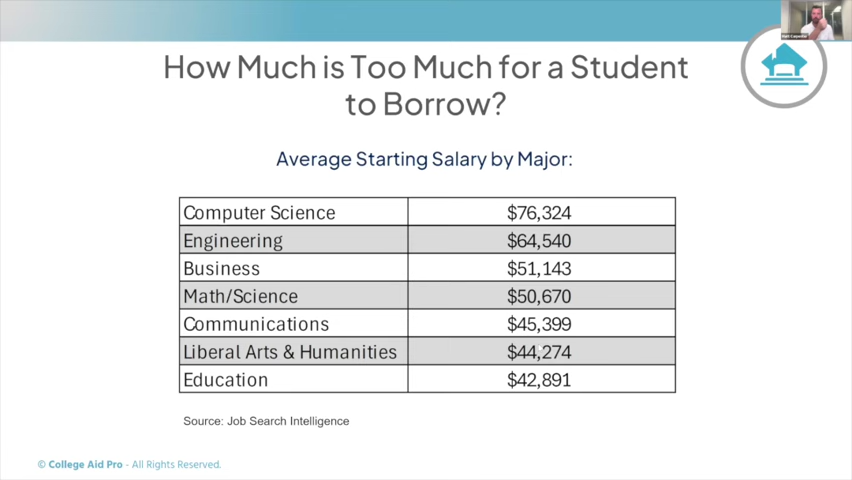 How Much is Too Much for a Student
to Borrow?
Average Starting Salary by Major:
Computer Science $76,324
Engineering $64,540
Business $51,143
Math/Science $50,670
Communications $45,399
Liberal Arts & Humanities $44,274
Education $42,891
Source: Job Search Intelligence
© College Aid Pro - All Rights Reserved.